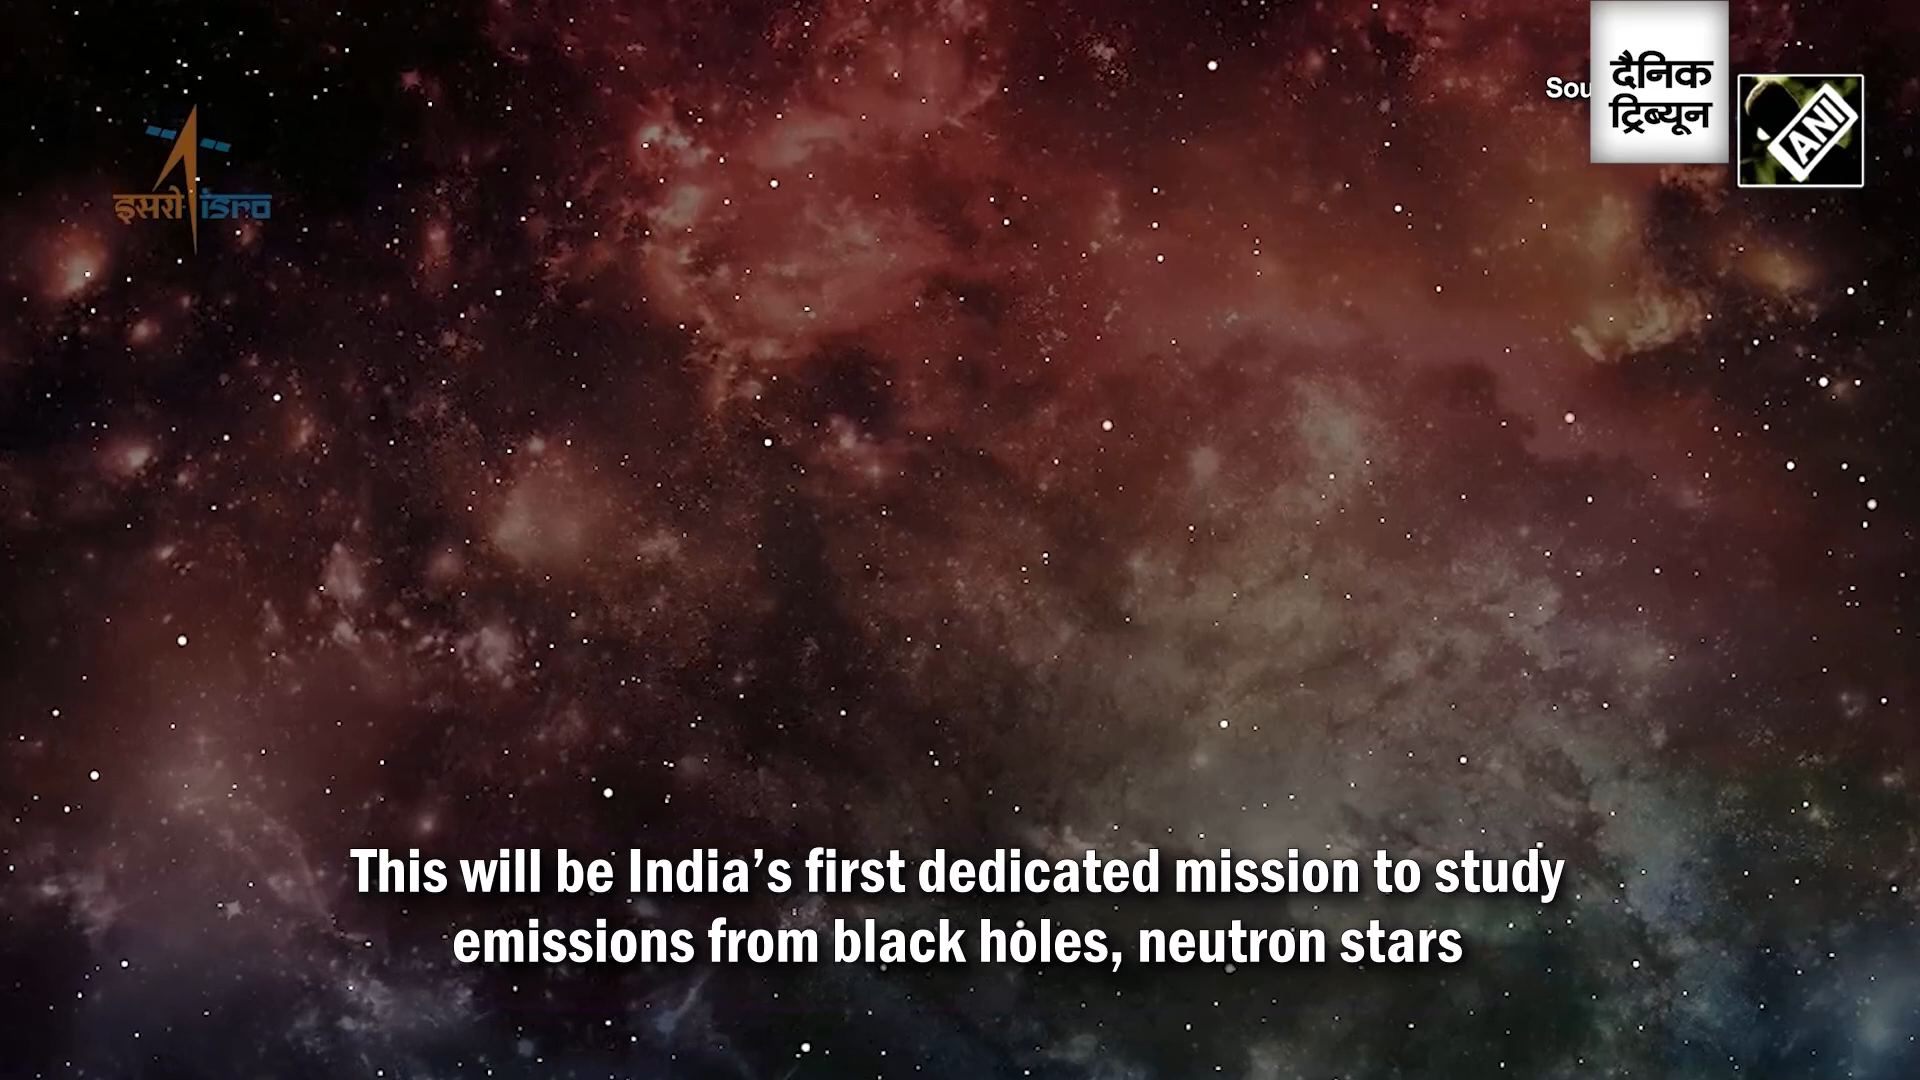 दैनिक
ट्रिब्यून
Sou
ANI
इसरो isro
This will be India's first dedicated mission to study
emissions from black holes, neutron stars